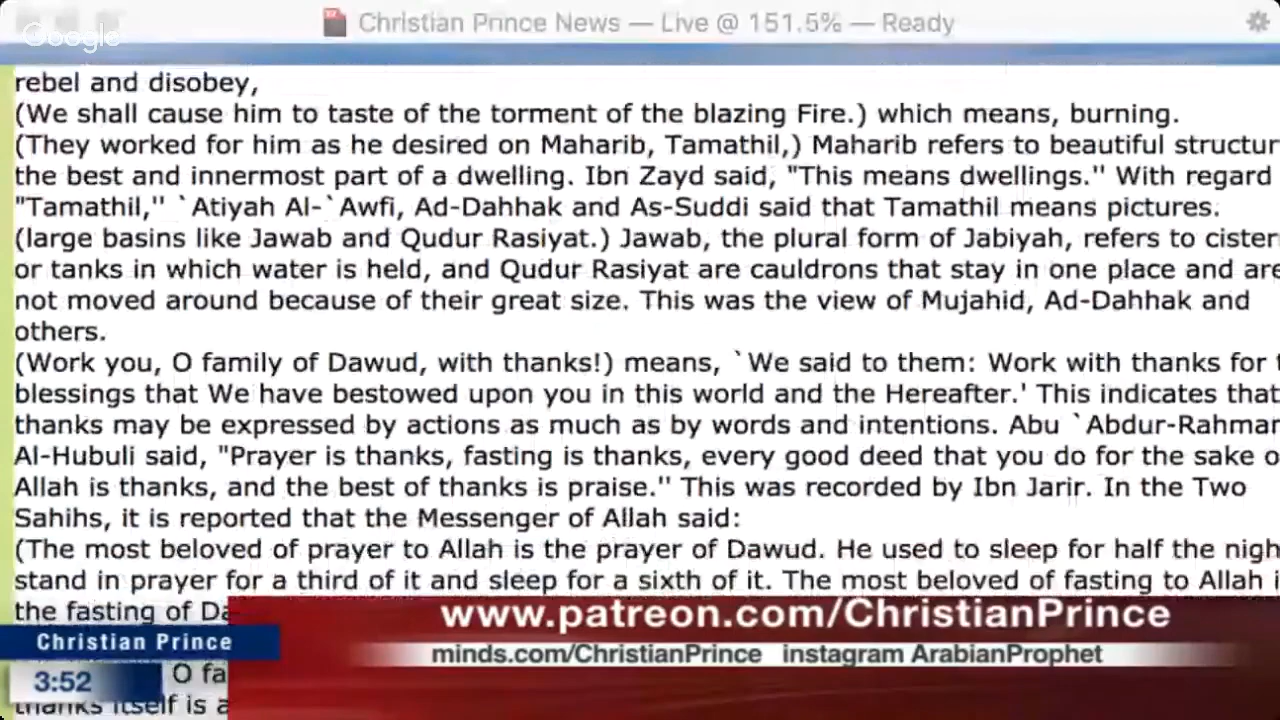 Google
Christian Prince News — Live @ 151.5% — Ready
rebel and disobey,
(We shall cause him to taste of the torment of the blazing Fire.) which means, burning.
(They worked for him as he desired on Maharib, Tamathil,) Maharib refers to beautiful structur
the best and innermost part of a dwelling. Ibn Zayd said, "This means dwellings." With regard
"Tamathil,'' `Atiyah Al-`Awfi, Ad-Dahhak and As-Suddi said that Tamathil means pictures.
(large basins like Jawab and Qudur Rasiyat.) Jawab, the plural form of Jabiyah, refers to cister
or tanks in which water is held, and Qudur Rasiyat are cauldrons that stay in one place and are
not moved around because of their great size. This was the view of Mujahid, Ad-Dahhak and
others.
(Work you, O family of Dawud, with thanks!) means, `We said to them: Work with thanks for t
blessings that We have bestowed upon you in this world and the Hereafter.' This indicates that
thanks may be expressed by actions as much as by words and intentions. Abu `Abdur-Rahman
Al-Hubuli said, "Prayer is thanks, fasting is thanks, every good deed that you do for the sake o
Allah is thanks, and the best of thanks is praise.'' This was recorded by Ibn Jarir. In the Two
Sahihs, it is reported that the Messenger of Allah said:
(The most beloved of prayer to Allah is the prayer of Dawud. He used to sleep for half the nigh
stand in prayer for a third of it and sleep for a sixth of it. The most beloved of fasting to Allah i
the fasting of Da
www.patreon.com/ChristianPrince
Christian Prince
minds.com/ChristianPrince instagram ArabianProphet
3:52
O fa
thanks itself is a